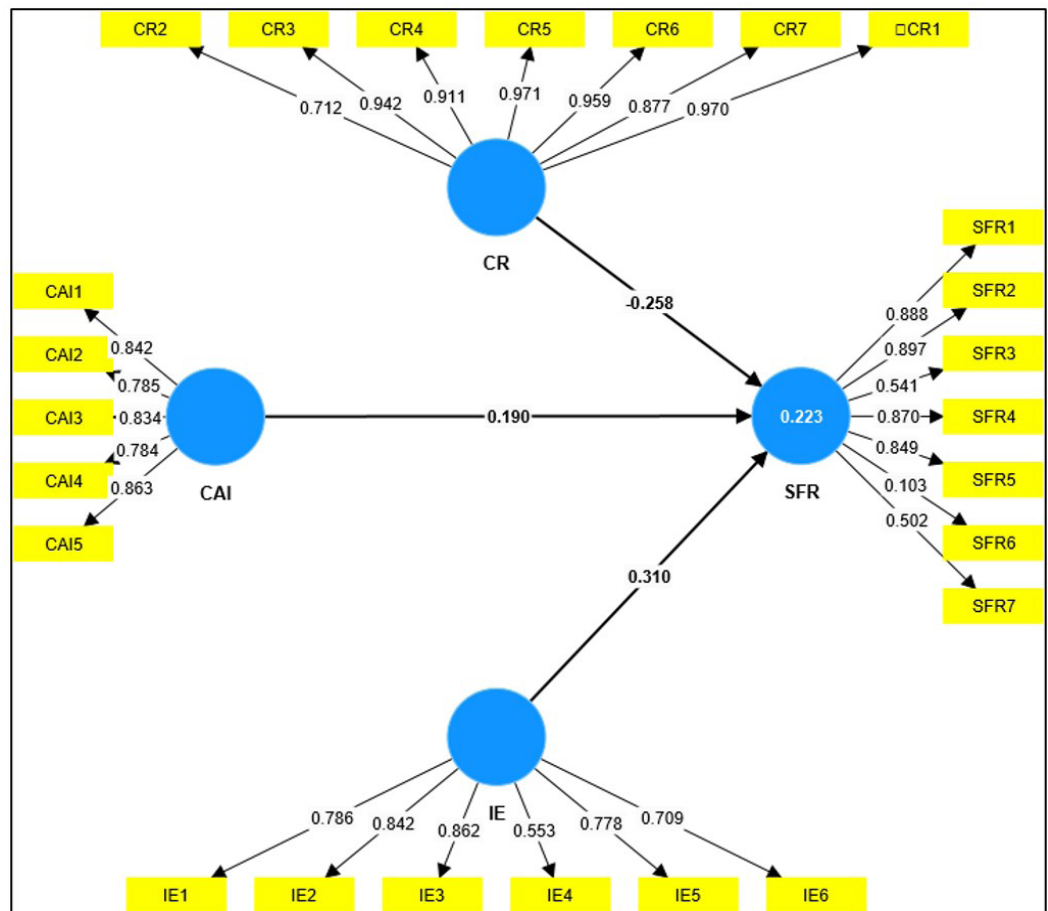 CR2 CR3 CR4 CR5 CR6 CR7 □CR1
0.712 0.942 0.911 0.971 0.959 0.877 0.970
CR
SFR1
SFR2
SFR3
SFR4
SFR5
SFR6
SFR7
0.888
0.897
0.541
0.870
0.849
0.103
0.502
-0.258
CAI1
CAI2
CAI3
CAI4
CAI5
0.842
0.785
0.834
0.784
0.863
CAI
0.190
0.223
SFR
0.310
IE
0.786 0.842 0.862 0.553 0.778 0.709
IE1 IE2 IE3 IE4 IE5 IE6